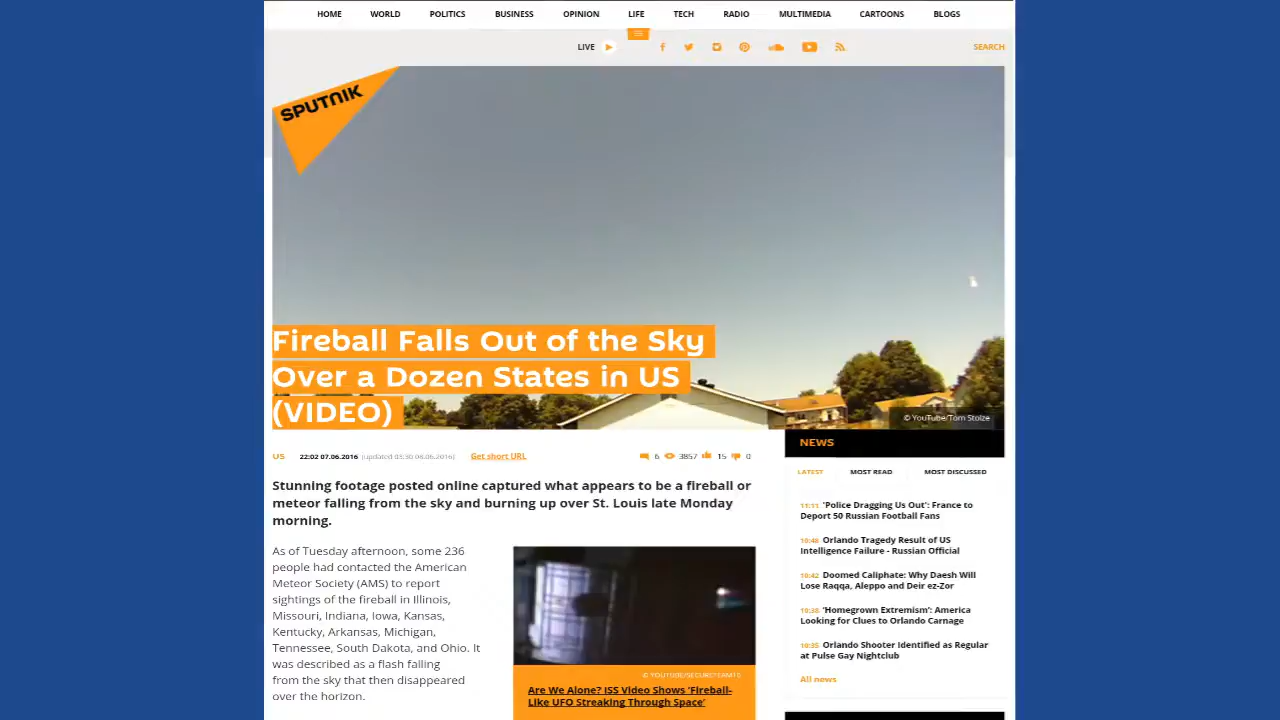 HOME WORLD POLITICS BUSINESS OPINION LIFE TECH RADIO MULTIMEDIA CARTOONS BLOGS
LIVE
SEARCH
SPUTNIK
Fireball Falls Out of the Sky
Over a Dozen States in US
(VIDEO)
© YouTube/Tom Stolze
US 22:02 07.06.2016 (updated 03:30 08.06.2016) Get short URL 6 3857 15 0
Stunning footage posted online captured what appears to be a fireball or
meteor falling from the sky and burning up over St. Louis late Monday
morning.
As of Tuesday afternoon, some 236
people had contacted the American
Meteor Society (AMS) to report
sightings of the fireball in Illinois,
Missouri, Indiana, Iowa, Kansas,
Kentucky, Arkansas, Michigan,
Tennessee, South Dakota, and Ohio. It
was described as a flash falling
from the sky that then disappeared
over the horizon.
© YOUTUBE/SECURETEAM10
Are We Alone? ISS Video Shows 'Fireball-
Like UFO Streaking Through Space'
NEWS
LATEST MOST READ MOST DISCUSSED
11:11 'Police Dragging Us Out': France to
Deport 50 Russian Football Fans
10:48 Orlando Tragedy Result of US
Intelligence Failure - Russian Official
10:42 Doomed Caliphate: Why Daesh Will
Lose Raqqa, Aleppo and Deir ez-Zor
10:38 'Homegrown Extremism': America
Looking for Clues to Orlando Carnage
10:35 Orlando Shooter Identified as Regular
at Pulse Gay Nightclub
All news